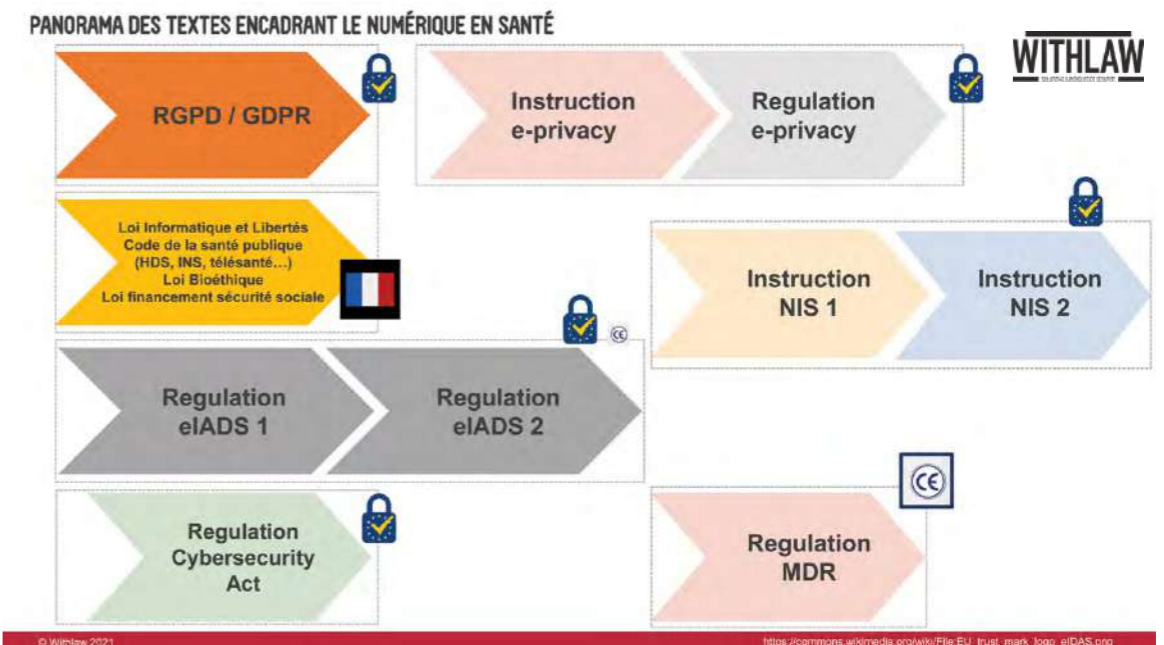 PANORAMA DES TEXTES ENCADRANT LE NUMÉRIQUE EN SANTÉ
WITHLAW
RGPD / GDPR
Instruction
e-privacy
Regulation
e-privacy
Loi Informatique et Libertés
Code de la santé publique
(HDS, INS, télésanté...)
Loi Bioéthique
Loi financement sécurité sociale
Instruction
NIS 1
Instruction
NIS 2
CE
Regulation
eIADS 1
Regulation
eIADS 2
CE
Regulation
Cybersecurity
Act
Regulation
MDR
© Withlaw 2021
https://commons.wikimedia.org/wiki/File:EU_trust_mark_logo_eIDAS.png